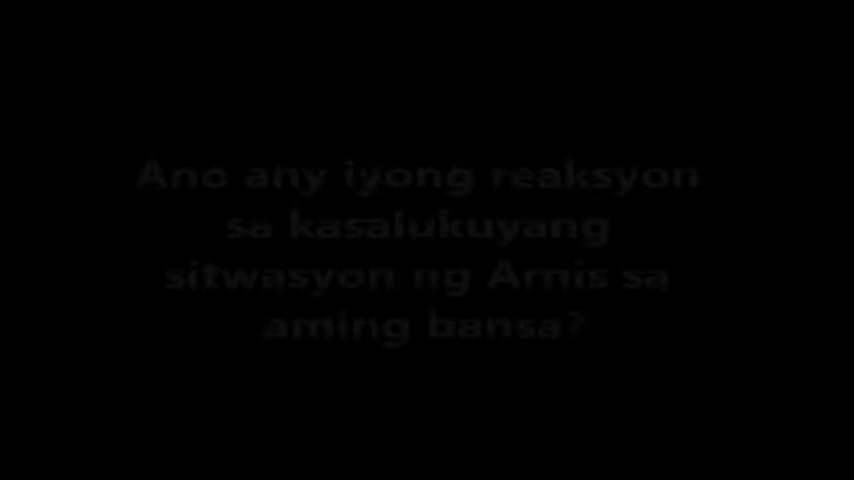 Ano any iyong reaksyon
sa kasalukuyang
sitwasyon ng Arnis sa
aming bansa?